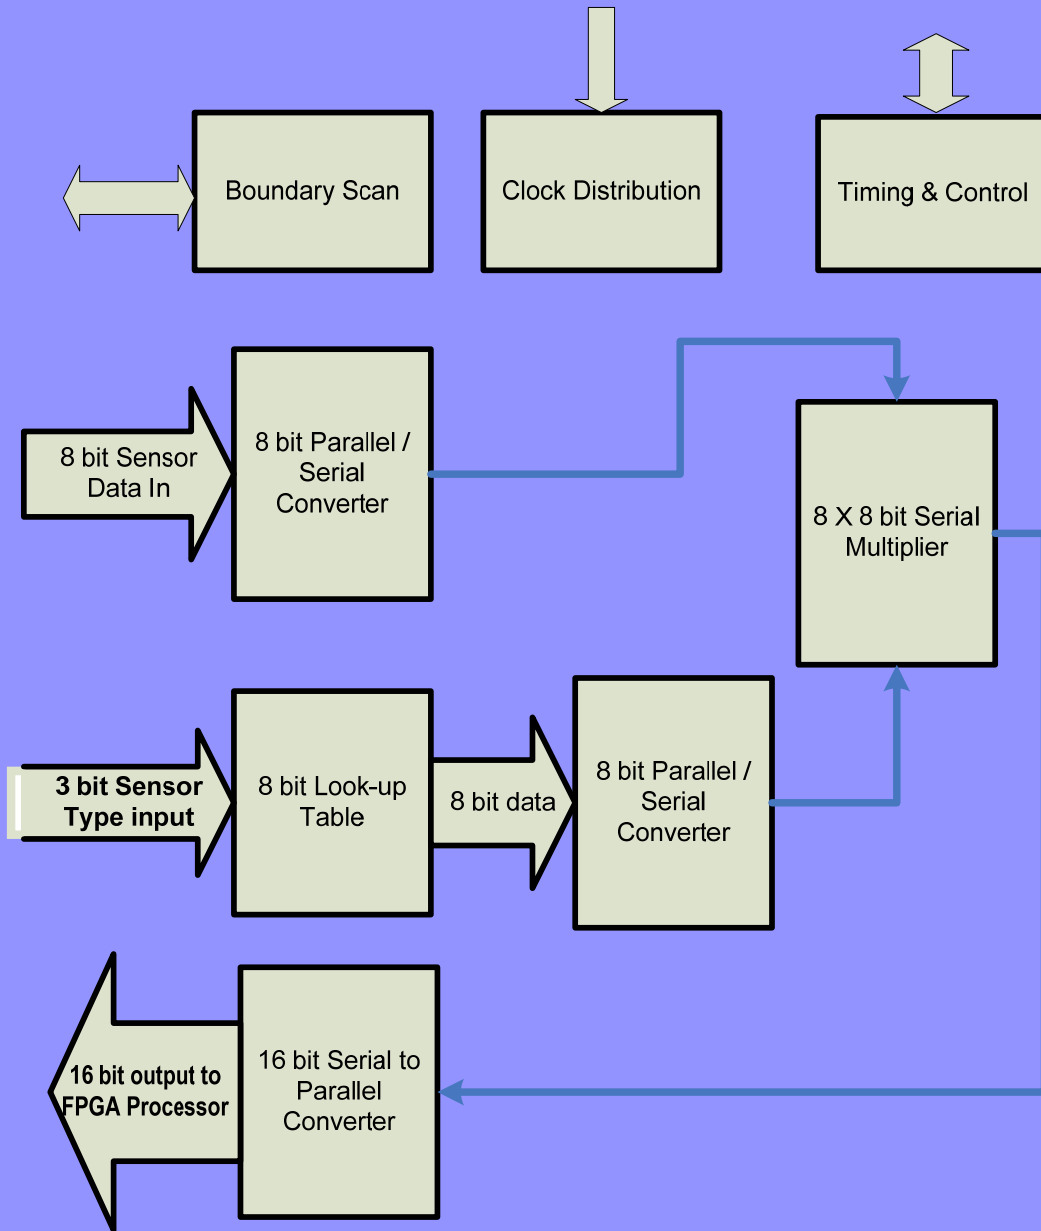 Boundary Scan
Clock Distribution
Timing & Control
8 bit Sensor
Data In
8 bit Parallel /
Serial
Converter
8 X 8 bit Serial
Multiplier
3 bit Sensor
Type input
8 bit Look-up
Table
8 bit data
8 bit Parallel /
Serial
Converter
16 bit output to
FPGA Processor
16 bit Serial to
Parallel
Converter